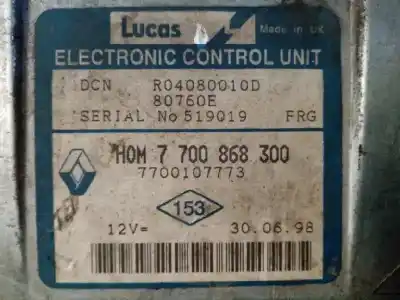 Lucas
Made in UK
ELECTRONIC CONTROL UNIT
DCN R04080010D
80760E
SERIAL No 519019 FRG
HOM 7 700 868 300
7700107773
153
12V= 30.06.98